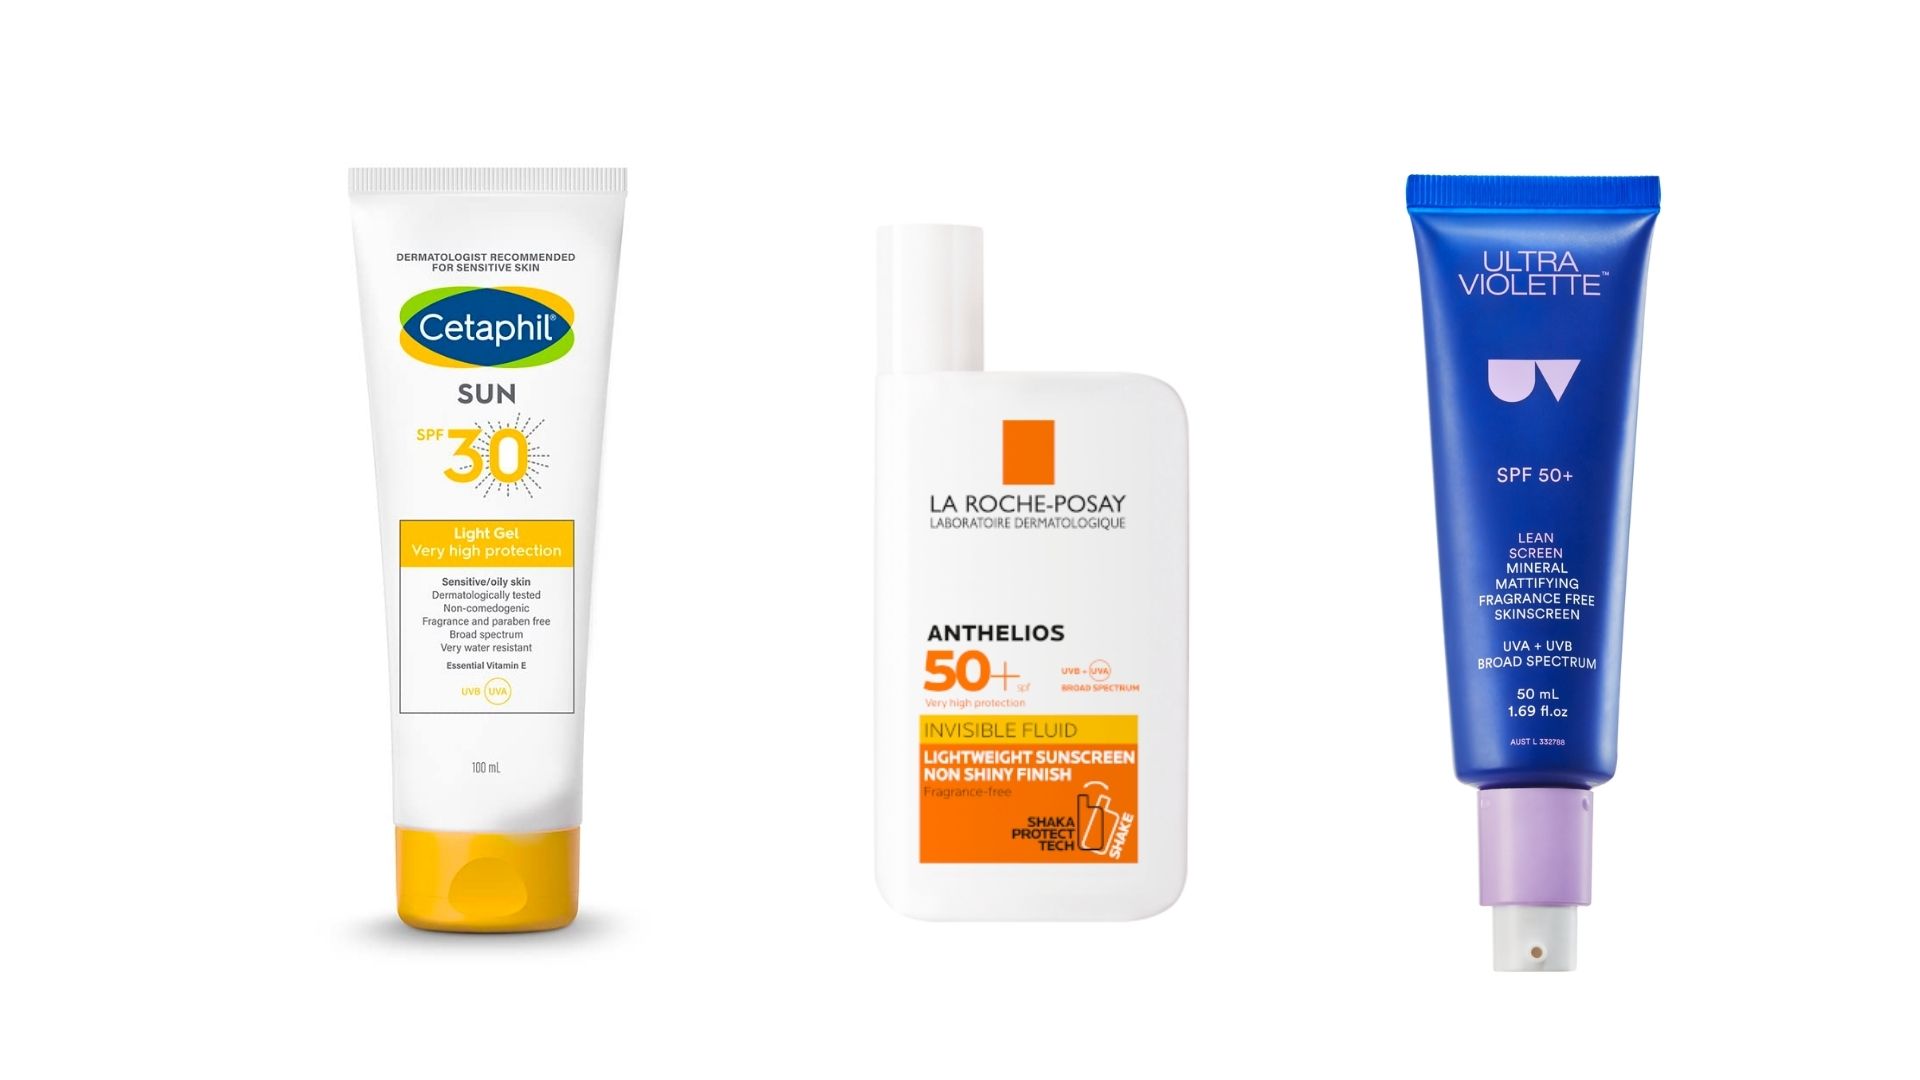 DERMATOLOGIST RECOMMENDED
FOR SENSITIVE SKIN
Cetaphil®
SUN
SPF 30
Light Gel
Very high protection
Sensitive/oily skin
Dermatologically tested
Non-comedogenic
Fragrance and paraben free
Broad spectrum
Very water resistant
Essential Vitamin E
UVB UVA
100 mL
LA ROCHE-POSAY
LABORATOIRE DERMATOLOGIQUE
ANTHELIOS
50+ spf
Very high protection
UVB + UVA
BROAD SPECTRUM
INVISIBLE FLUID
LIGHTWEIGHT SUNSCREEN
NON SHINY FINISH
Fragrance-free
SHAKA
PROTECT
TECH
SHAKE
ULTRA
VIOLETTE™
UV
SPF 50+
LEAN
SCREEN
MINERAL
MATTIFYING
FRAGRANCE FREE
SKINSCREEN
UVA + UVB
BROAD SPECTRUM
50 mL
1.69 fl.oz
AUST L 332788